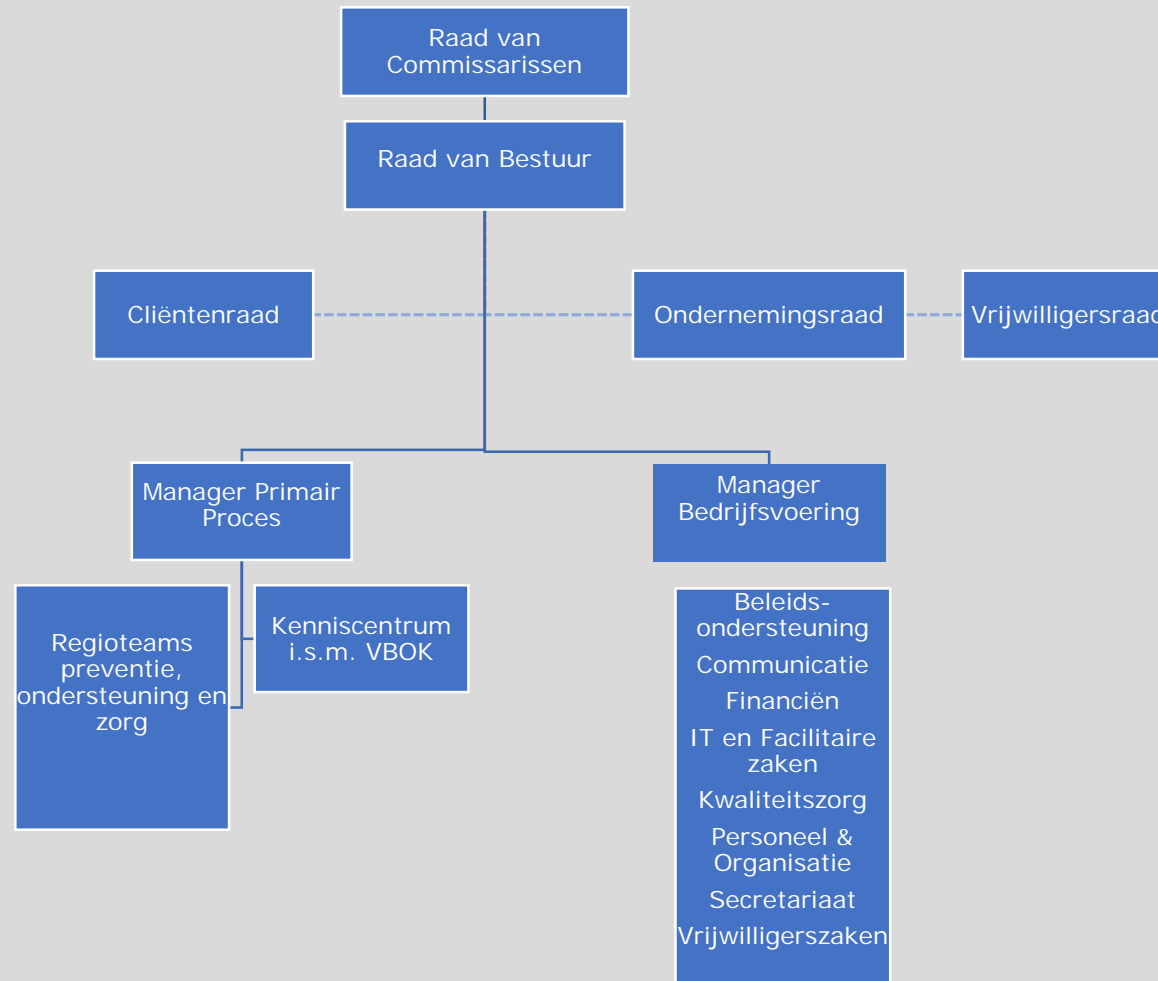 Raad van
Commissarissen
Raad van Bestuur
Cliëntenraad
Ondernemingsraad
Vrijwilligersraad
Manager Primair
Proces
Manager
Bedrijfsvoering
Regioteams
preventie,
ondersteuning en
zorg
Kenniscentrum
i.s.m. VBOK
Beleids-
ondersteuning
Communicatie
Financiën
IT en Facilitaire
zaken
Kwaliteitszorg
Personeel &
Organisatie
Secretariaat
Vrijwilligerszaken